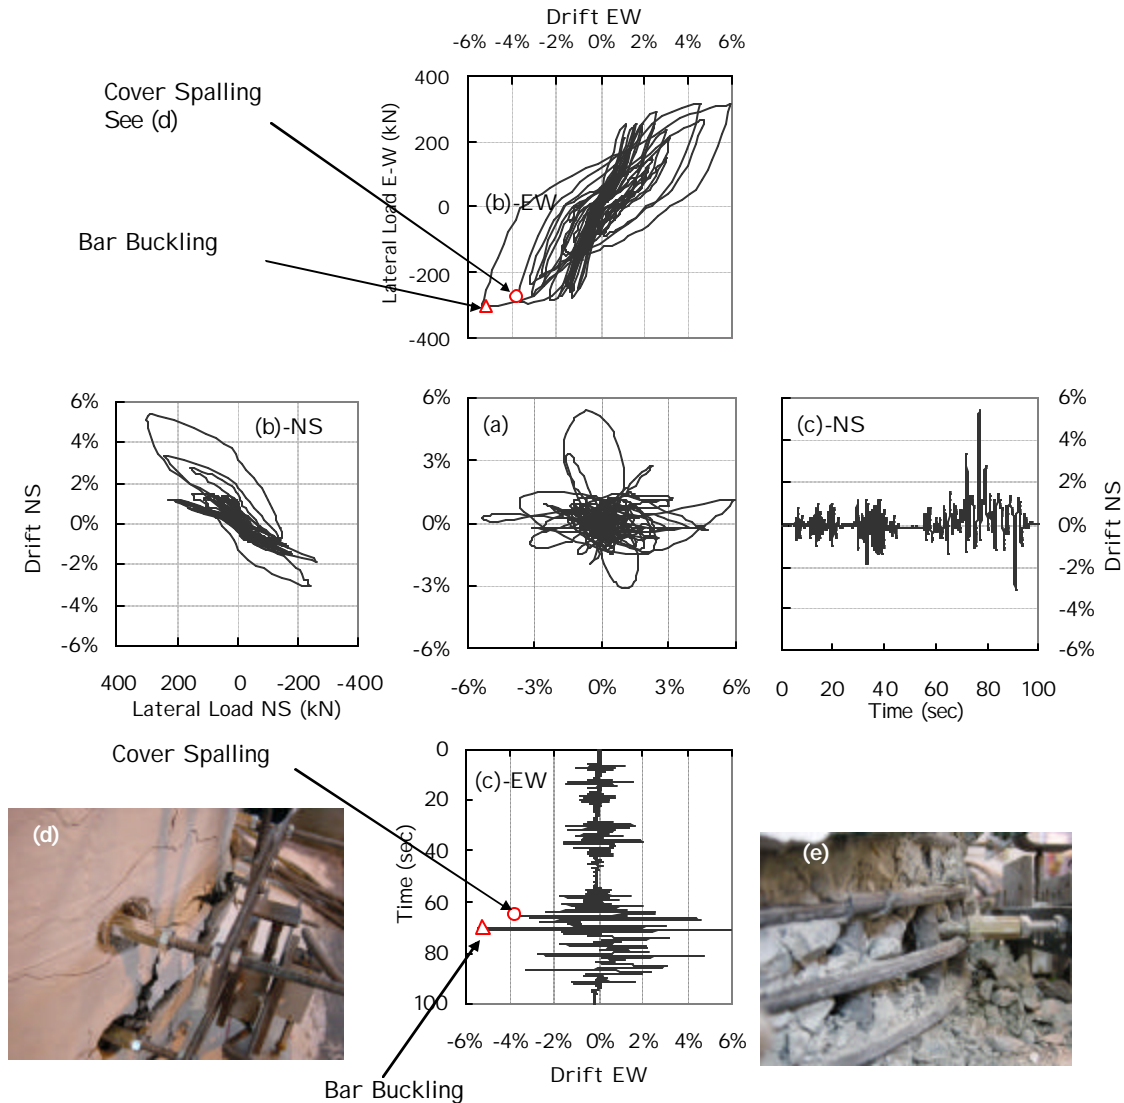 Drift EW
-6% -4% -2% 0% 2% 4% 6%
Cover Spalling
See (d)
Bar Buckling
Lateral Load E-W (kN)
400
200
0
-200
-400
(b)-EW
Drift NS
6%
4%
2%
0%
-2%
-4%
-6%
(b)-NS
400 200 0 -200 -400
Lateral Load NS (kN)
6%
3%
0%
-3%
-6%
(a)
-6% -3% 0% 3% 6%
(c)-NS
6%
4%
2%
0%
-2%
-4%
-6%
Drift NS
0 20 40 60 80 100
Time (sec)
Cover Spalling
Time (sec)
0
20
40
60
80
100
(c)-EW
-6% -4% -2% 0% 2% 4% 6%
Drift EW
Bar Buckling
(d)
(e)